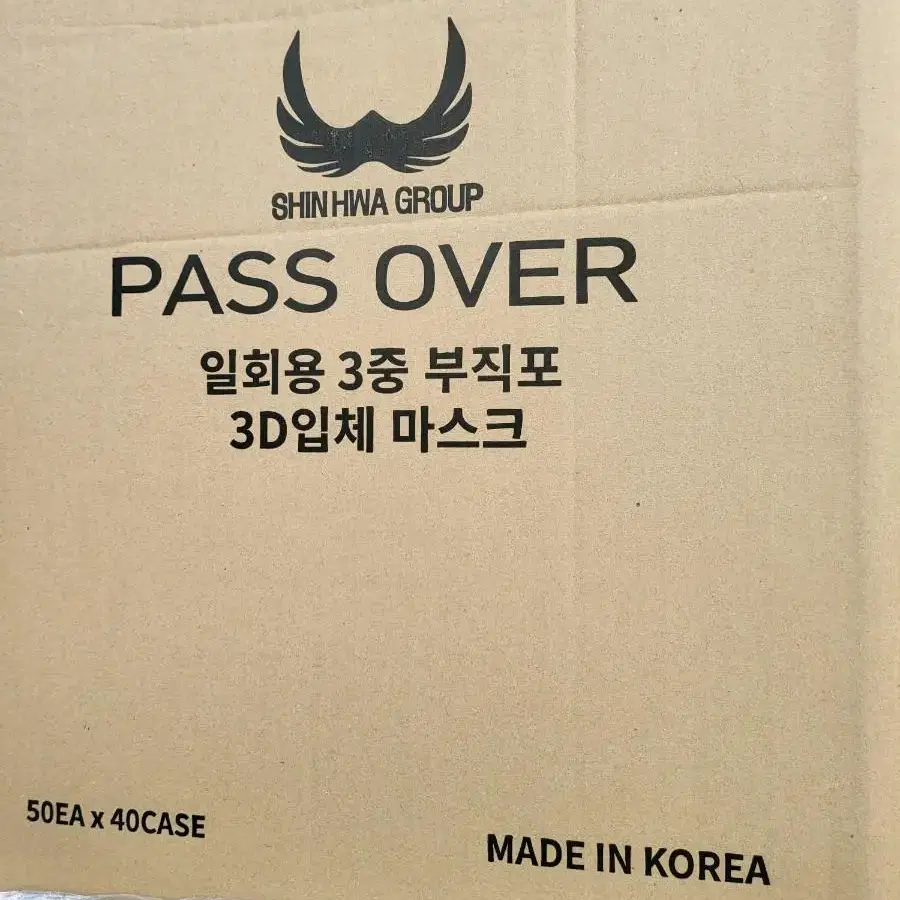 SHIN HWA GROUP
PASS OVER
일회용 3중 부직포
3D입체 마스크
50EA x 40CASE
MADE IN KOREA